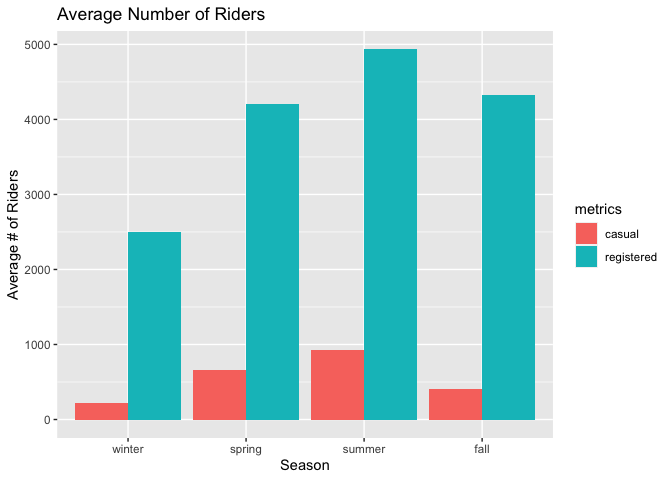 Average Number of Riders
5000
4000
3000
2000
1000
0
Average # of Riders
winter spring summer fall
Season
metrics
casual
registered